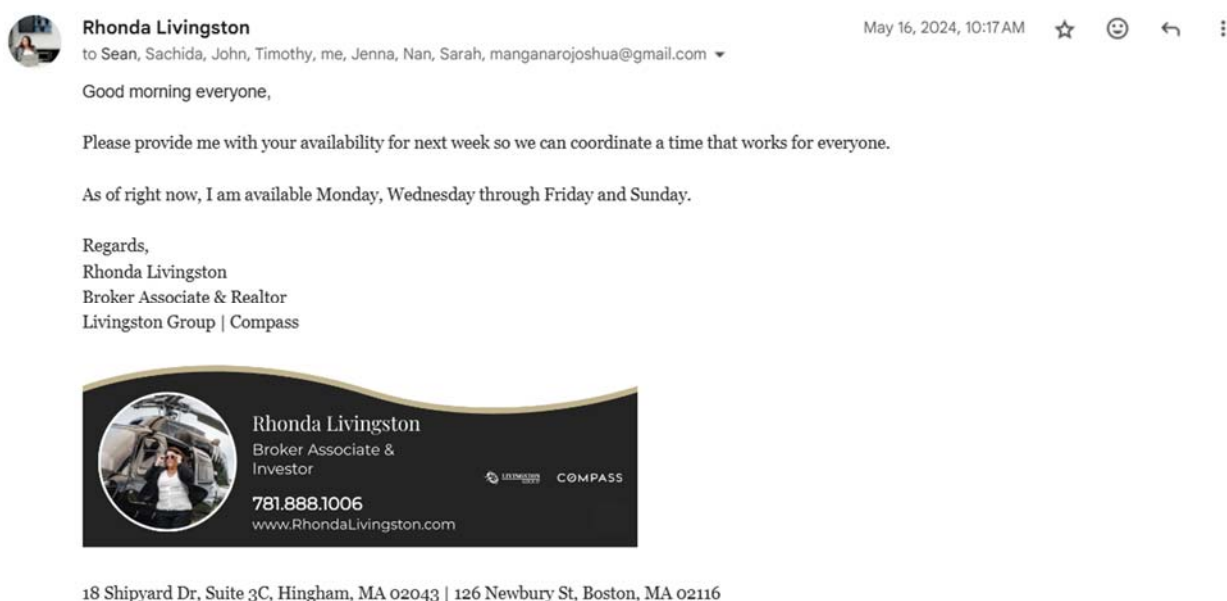 Rhonda Livingston
May 16, 2024, 10:17 AM
to Sean, Sachida, John, Timothy, me, Jenna, Nan, Sarah, manganarojoshua@gmail.com
Good morning everyone,
Please provide me with your availability for next week so we can coordinate a time that works for everyone.
As of right now, I am available Monday, Wednesday through Friday and Sunday.
Regards,
Rhonda Livingston
Broker Associate & Realtor
Livingston Group | Compass
Rhonda Livingston
Broker Associate &
Investor
LIVINGSTON
COMPASS
781.888.1006
www.RhondaLivingston.com
18 Shipyard Dr, Suite 3C, Hingham, MA 02043 | 126 Newbury St, Boston, MA 02116